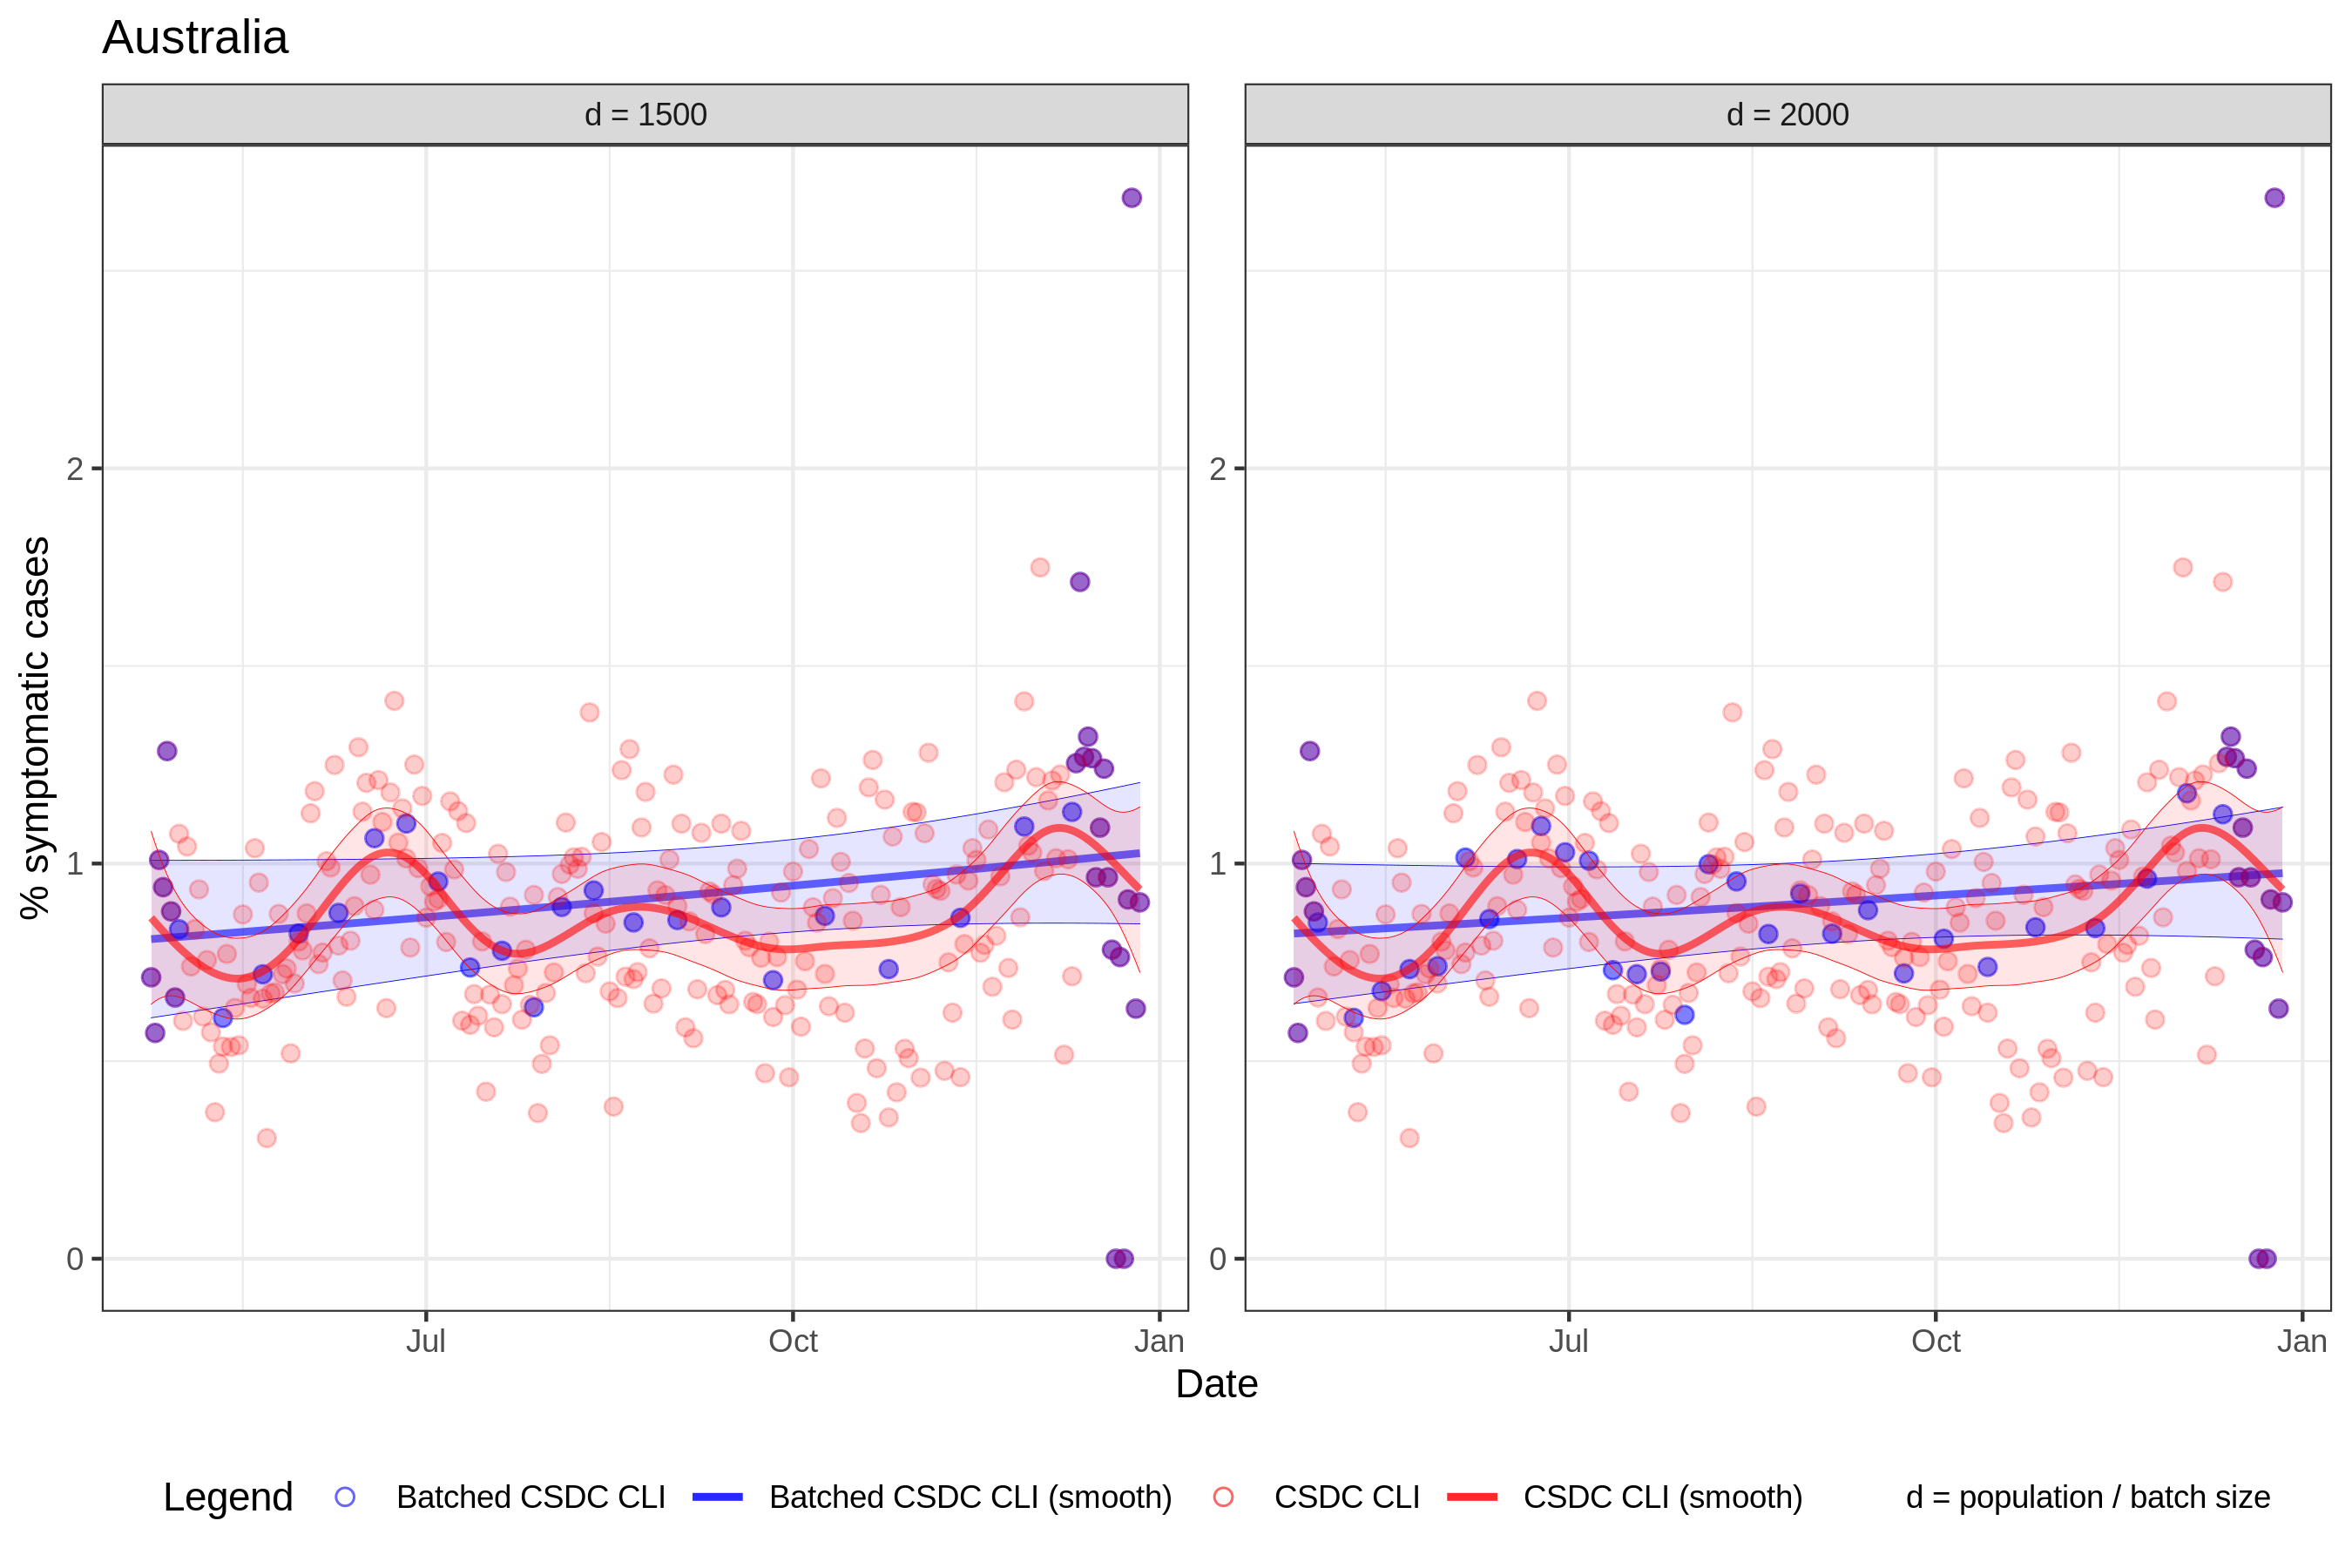 Australia
d = 1500
d = 2000
% symptomatic cases
2
1
0
2
1
0
Jul
Oct
Jan
Jul
Oct
Jan
Date
Legend
Batched CSDC CLI
Batched CSDC CLI (smooth)
CSDC CLI
CSDC CLI (smooth)
d = population / batch size